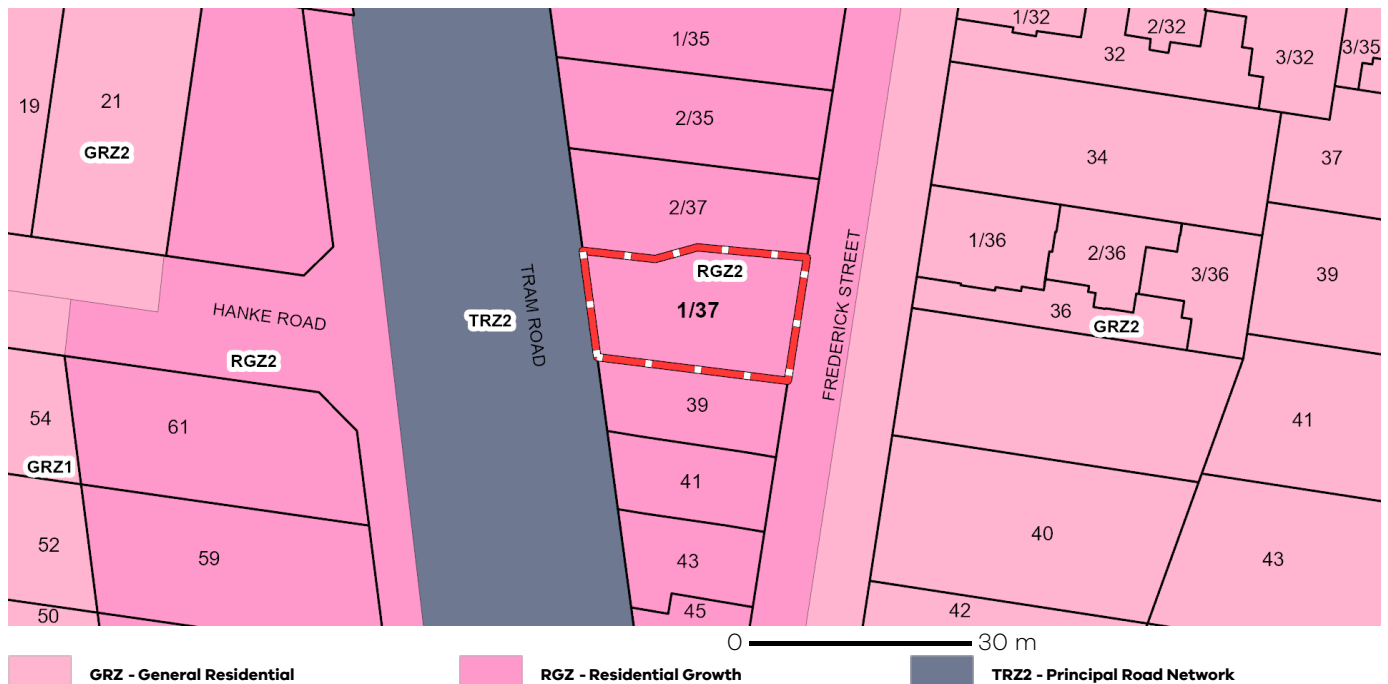 1/35
1/32
2/32
32
3/32
3/35
19
21
GRZ2
2/35
34
37
2/37
1/36
2/36
3/36
39
RGZ2
1/37
36
GRZ2
HANKE ROAD
TRZ2
TRAM ROAD
FREDERICK STREET
RGZ2
54
61
39
41
GRZ1
41
52
59
43
40
43
50
45
42
0 30 m
GRZ - General Residential
RGZ - Residential Growth
TRZ2 - Principal Road Network